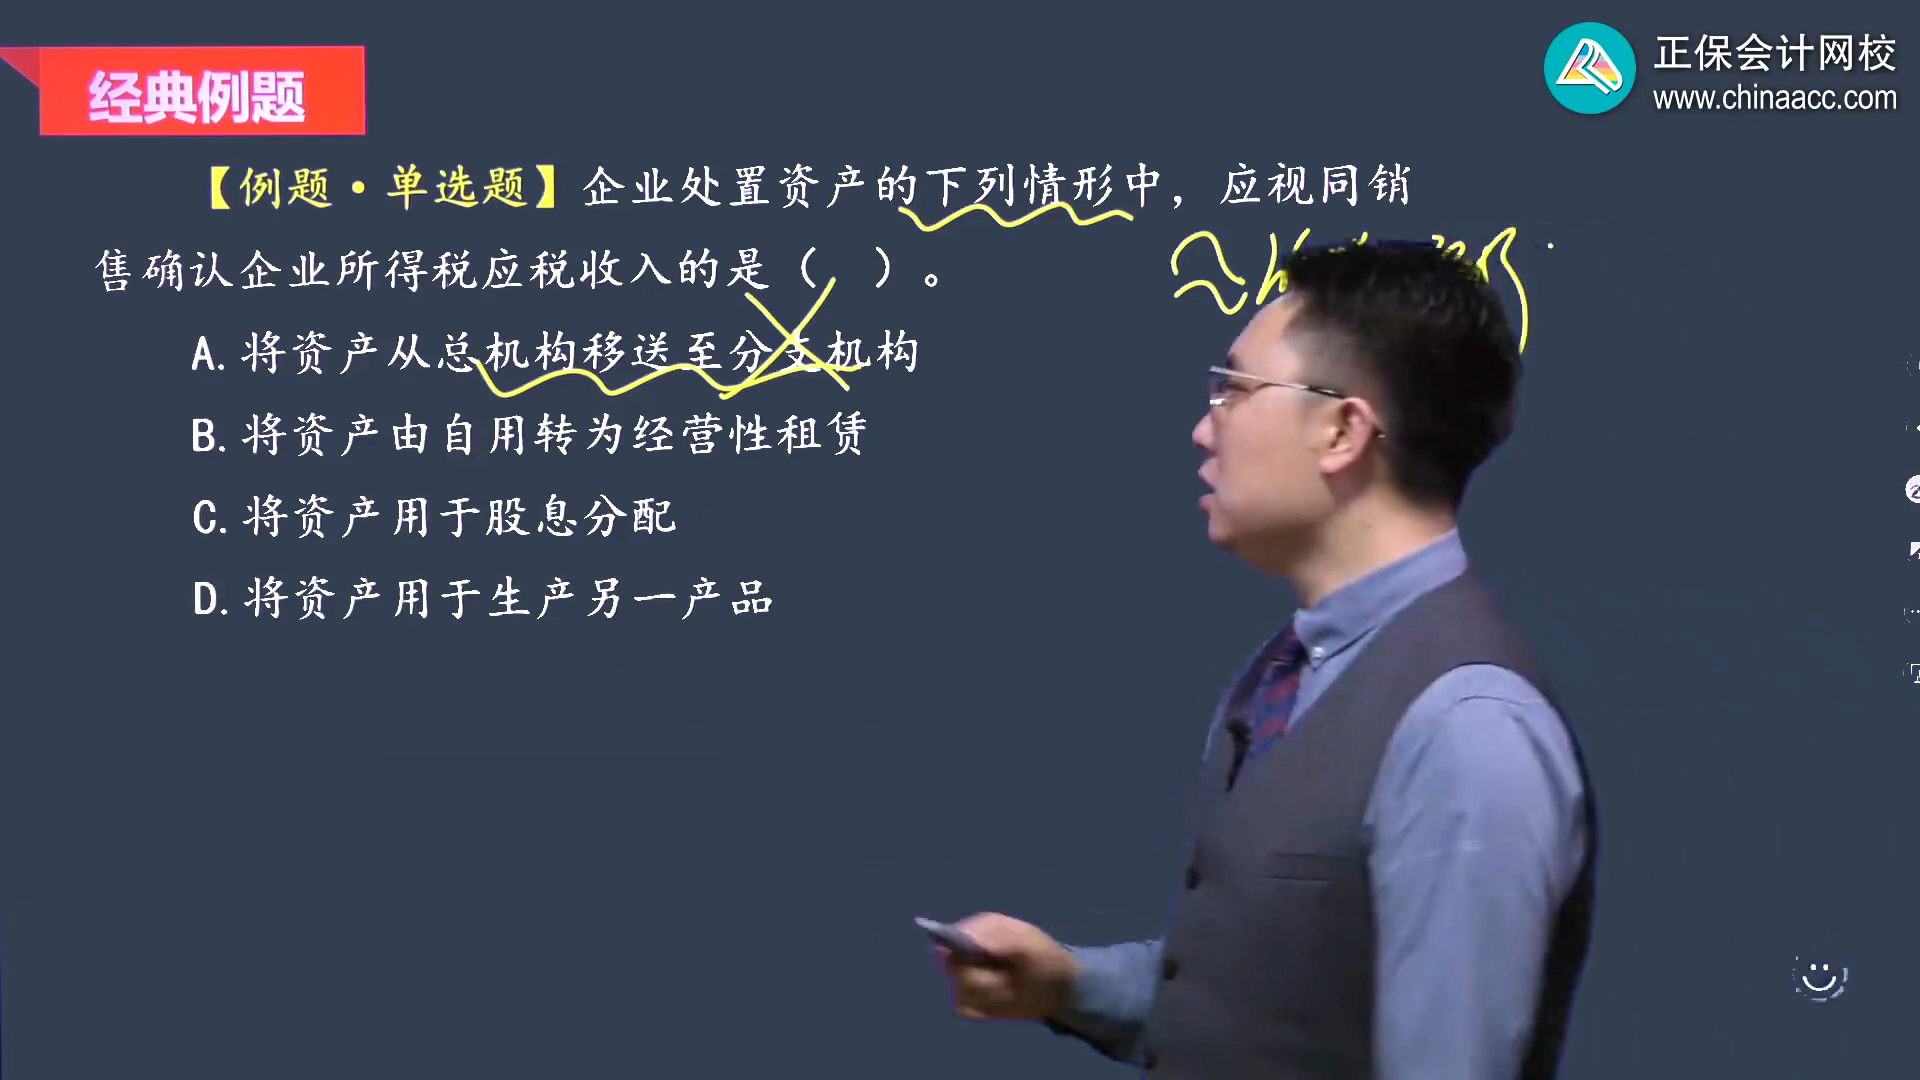 正保会计网校
www.chinaacc.com
经典例题
【例题·单选题】企业处置资产的下列情形中，应视同销
售确认企业所得税应税收入的是（ ）。
A. 将资产从总机构移送至分支机构
B. 将资产由自用转为经营性租赁
C. 将资产用于股息分配
D. 将资产用于生产另一产品